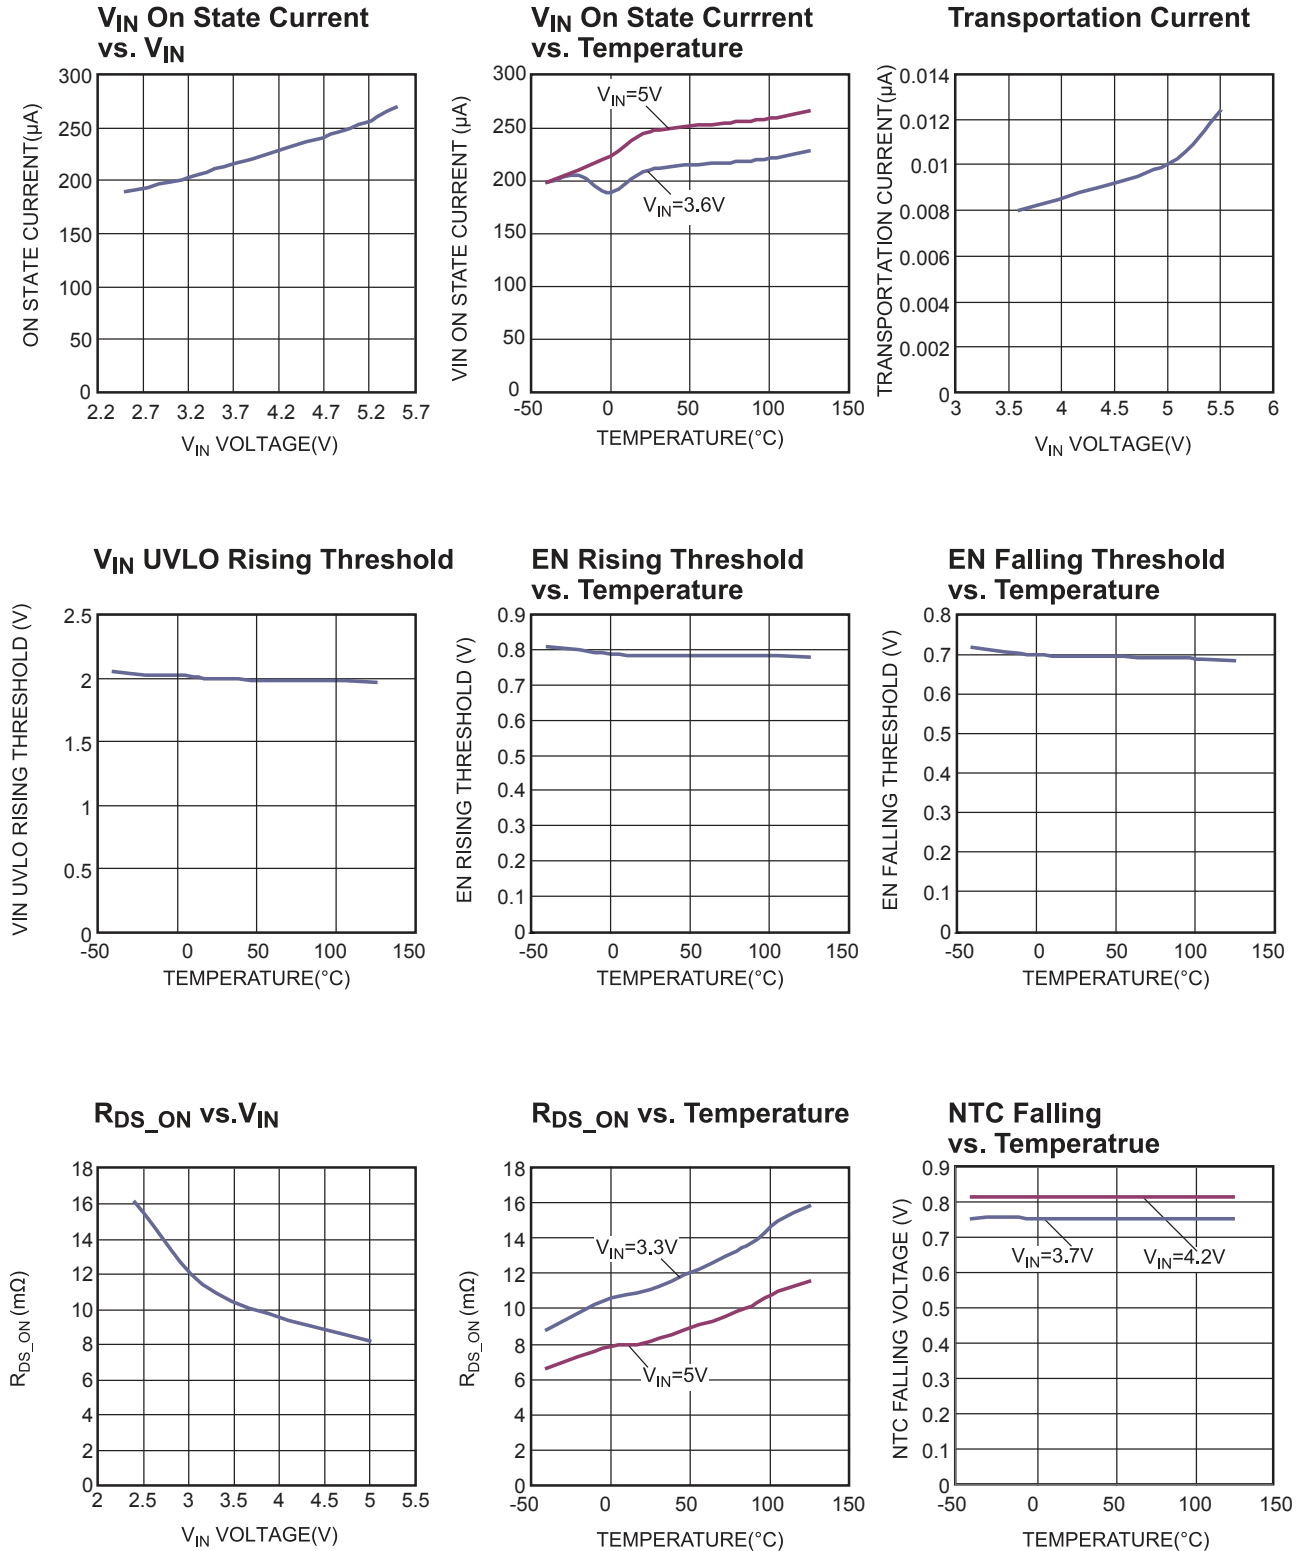 VIN On State Current
vs. VIN
300
250
200
150
100
50
0
2.2 2.7 3.2 3.7 4.2 4.7 5.2 5.7
ON STATE CURRENT(µA)
VIN VOLTAGE(V)
VIN On State Currrent
vs. Temperature
300
250
200
150
100
50
0
-50 0 50 100 150
VIN ON STATE CURRENT (µA)
VIN=5V
VIN=3.6V
TEMPERATURE(°C)
Transportation Current
0.014
0.012
0.01
0.008
0.006
0.004
0.002
0
3 3.5 4 4.5 5 5.5 6
TRANSPORTATION CURRENT(µA)
VIN VOLTAGE(V)
VIN UVLO Rising Threshold
2.5
2
1.5
1
0.5
0
-50 0 50 100 150
VIN UVLO RISING THRESHOLD (V)
TEMPERATURE(°C)
EN Rising Threshold
vs. Temperature
0.9
0.8
0.7
0.6
0.5
0.4
0.3
0.2
0.1
0
-50 0 50 100 150
EN RISING THRESHOLD (V)
TEMPERATURE(°C)
EN Falling Threshold
vs. Temperature
0.8
0.7
0.6
0.5
0.4
0.3
0.2
0.1
0
-50 0 50 100 150
EN FALLING THRESHOLD (V)
TEMPERATURE(°C)
RDS_ON vs.VIN
18
16
14
12
10
8
6
4
2
0
2 2.5 3 3.5 4 4.5 5 5.5
RDS_ON (mΩ)
VIN VOLTAGE(V)
RDS_ON vs. Temperature
18
16
14
12
10
8
6
4
2
0
-50 0 50 100 150
RDS_ON (mΩ)
VIN=3.3V
VIN=5V
TEMPERATURE(°C)
NTC Falling
vs. Temperatrue
0.9
0.8
0.7
0.6
0.5
0.4
0.3
0.2
0.1
0
-50 0 50 100 150
NTC FALLING VOLTAGE (V)
VIN=3.7V
VIN=4.2V
TEMPERATURE(°C)